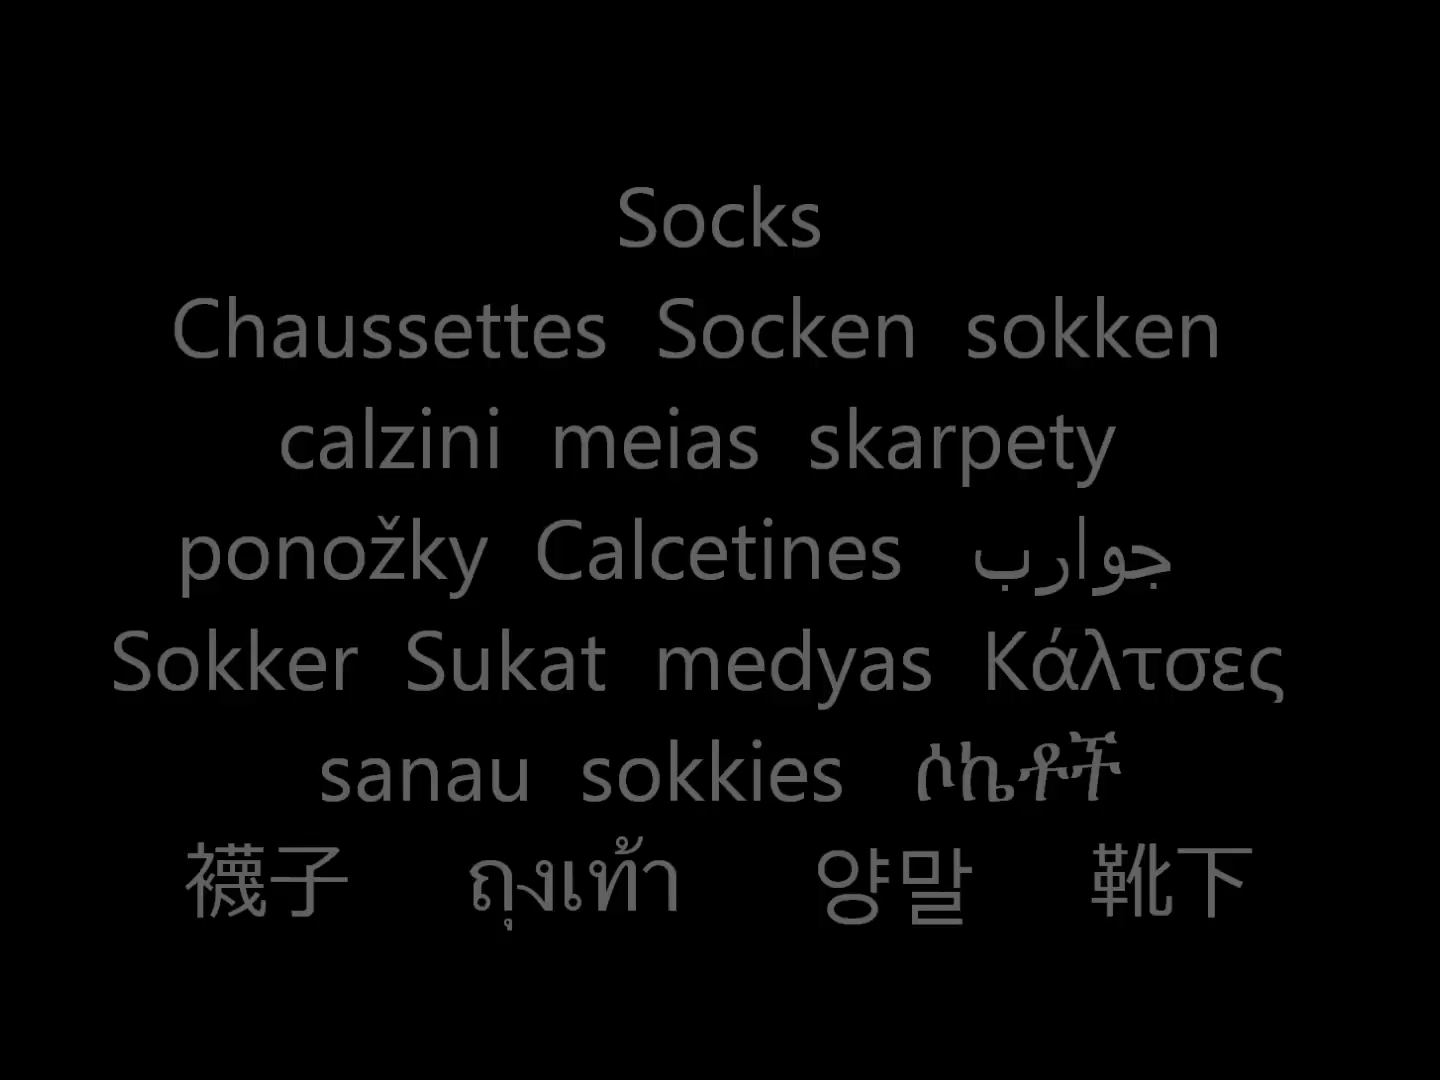 Socks
Chaussettes Socken sokken
calzini meias skarpety
ponožky Calcetines جوارب
Sokker Sukat medyas Κάλτσες
sanau sokkies ሶኬቶች
襪子 ถุงเท้า 양말 靴下